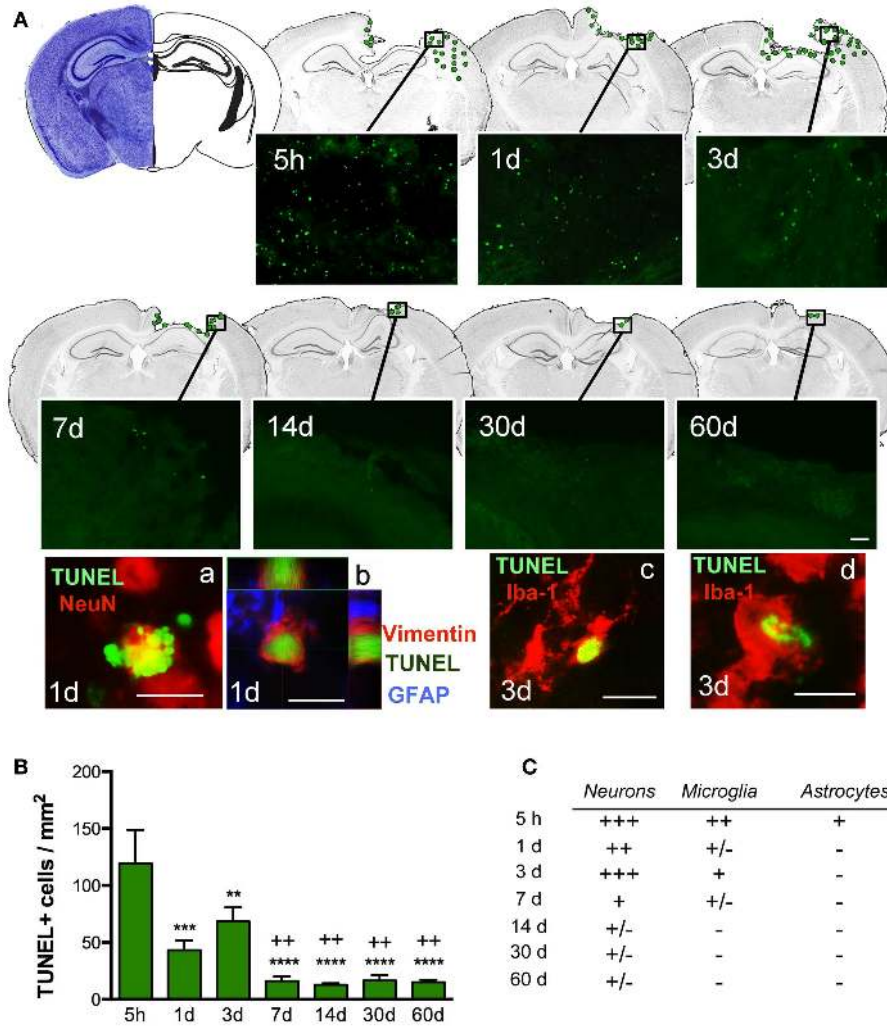 A
5h
1d
3d
7d
14d
30d
60d
TUNEL
NeuN
a
1d
b
Vimentin
TUNEL
GFAP
1d
TUNEL
Iba-1
c
3d
TUNEL
Iba-1
d
3d
B
TUNEL+ cells / mm²
200
150
100
50
0
***
**
++ ++ ++ ++
**** **** **** ****
5h 1d 3d 7d 14d 30d 60d
C
Neurons Microglia Astrocytes
5 h +++ ++ +
1 d ++ +/- -
3 d +++ + -
7 d + +/- -
14 d +/- - -
30 d +/- - -
60 d +/- - -